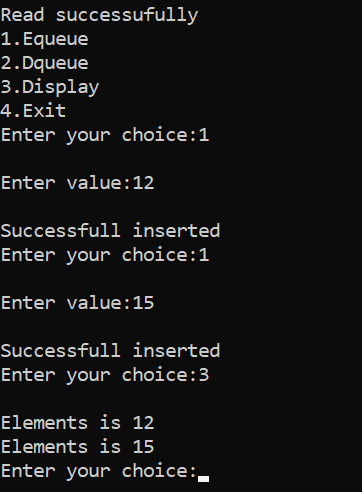 Read successufully
1.Equeue
2.Dqueue
3.Display
4.Exit
Enter your choice:1
Enter value:12
Successfull inserted
Enter your choice:1
Enter value:15
Successfull inserted
Enter your choice:3
Elements is 12
Elements is 15
Enter your choice: